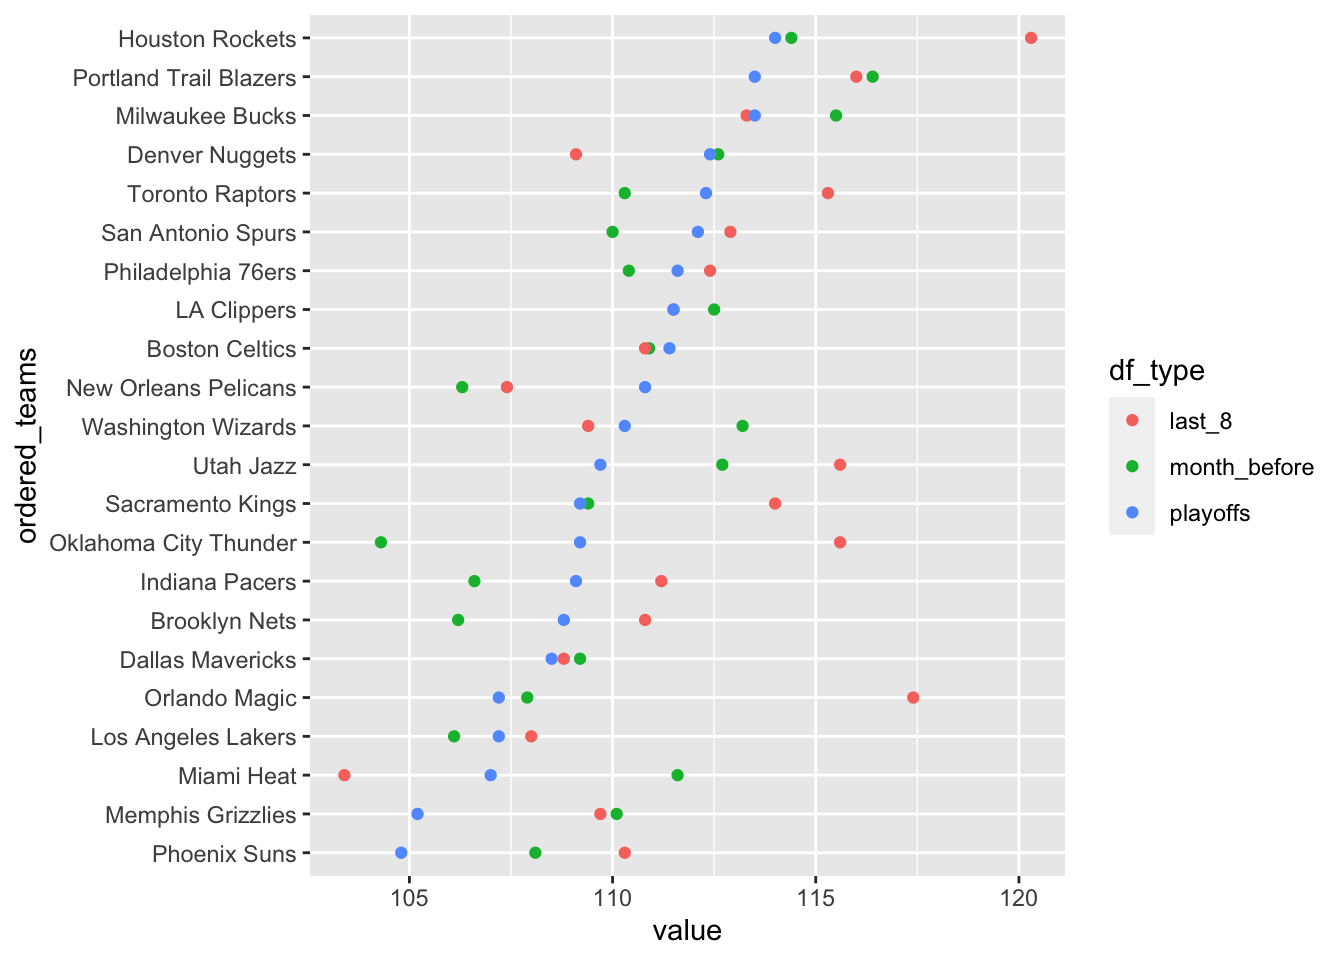 Houston Rockets
Portland Trail Blazers
Milwaukee Bucks
Denver Nuggets
Toronto Raptors
San Antonio Spurs
Philadelphia 76ers
LA Clippers
Boston Celtics
New Orleans Pelicans
Washington Wizards
Utah Jazz
Sacramento Kings
Oklahoma City Thunder
Indiana Pacers
Brooklyn Nets
Dallas Mavericks
Orlando Magic
Los Angeles Lakers
Miami Heat
Memphis Grizzlies
Phoenix Suns
ordered_teams
105 110 115 120
value
df_type
last_8
month_before
playoffs